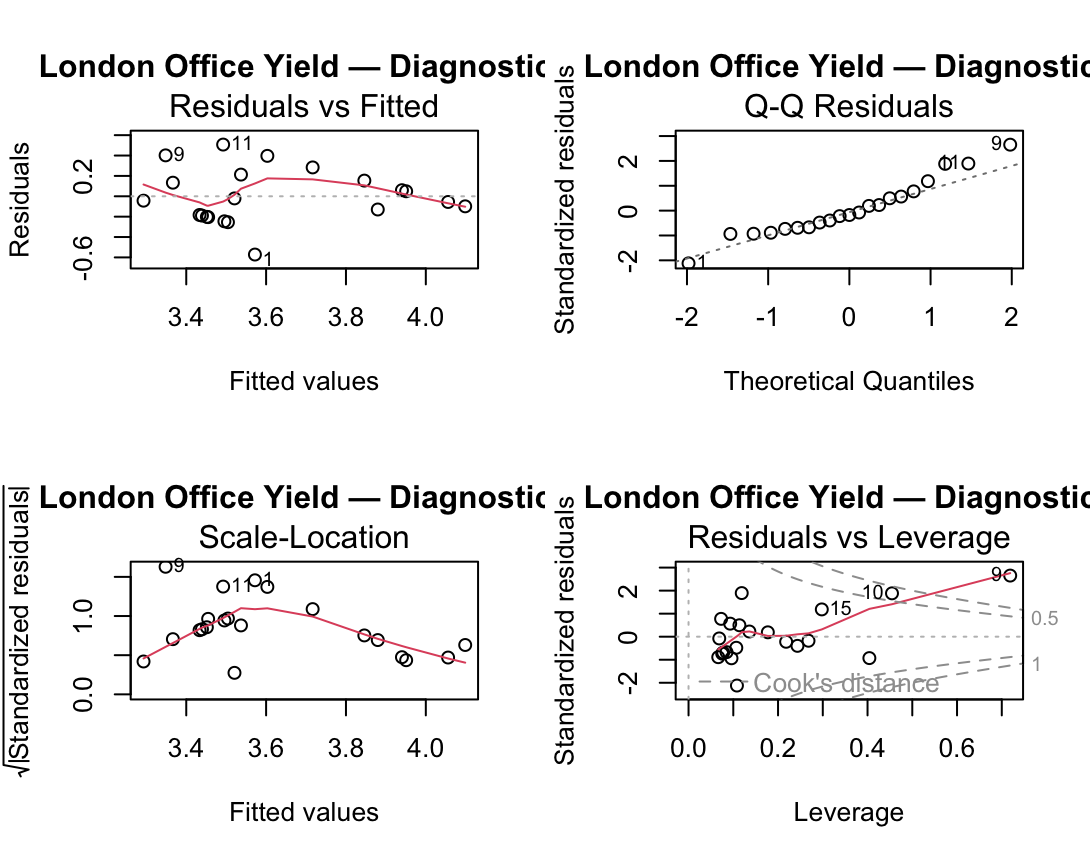 London Office Yield — Diagnostic
Residuals vs Fitted
Residuals
0.2
-0.6
9
11
1
3.4 3.6 3.8 4.0
Fitted values
London Office Yield — Diagnostic
Q-Q Residuals
Standardized residuals
2
0
-2
9
11
1
-2 -1 0 1 2
Theoretical Quantiles
London Office Yield — Diagnostic
Scale-Location
√|Standardized residuals|
1.0
0.0
9
11
1
3.4 3.6 3.8 4.0
Fitted values
London Office Yield — Diagnostic
Residuals vs Leverage
Standardized residuals
2
0
-2
9
10
15
0.5
1
Cook's distance
0.0 0.2 0.4 0.6
Leverage